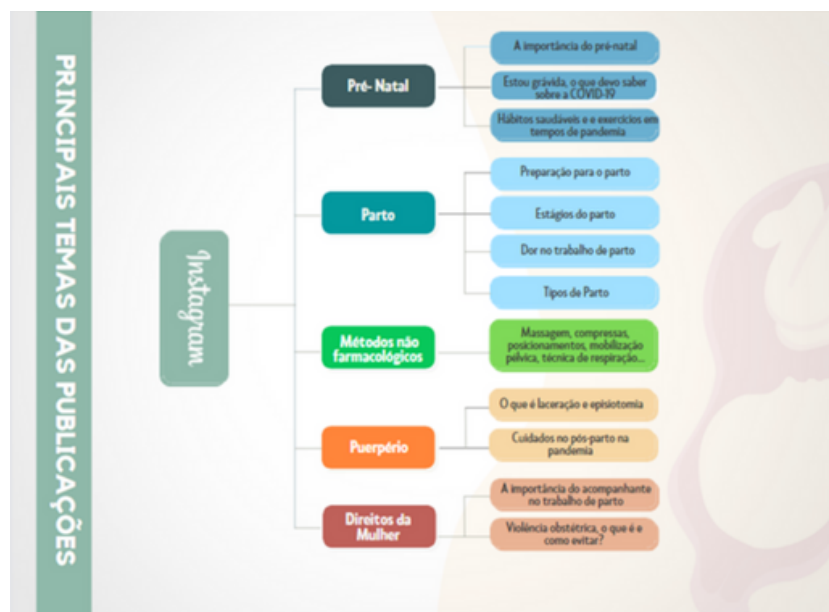 PRINCIPAIS TEMAS DAS PUBLICAÇÕES
Instagram
Pré- Natal
A importância do pré-natal
Estou grávida, o que devo saber
sobre a COVID-19
Hábitos saudáveis e e exercícios em
tempos de pandemia
Parto
Preparação para o parto
Estágios do parto
Dor no trabalho de parto
Tipos de Parto
Métodos não
farmacológicos
Massagem, compressas,
posicionamentos, mobilização
pélvica, técnica de respiração...
Puerpério
O que é laceração e episiotomia
Cuidados no pós-parto na
pandemia
Direitos da
Mulher
A importância do acompanhante
no trabalho de parto
Violência obstétrica, o que é e
como evitar?